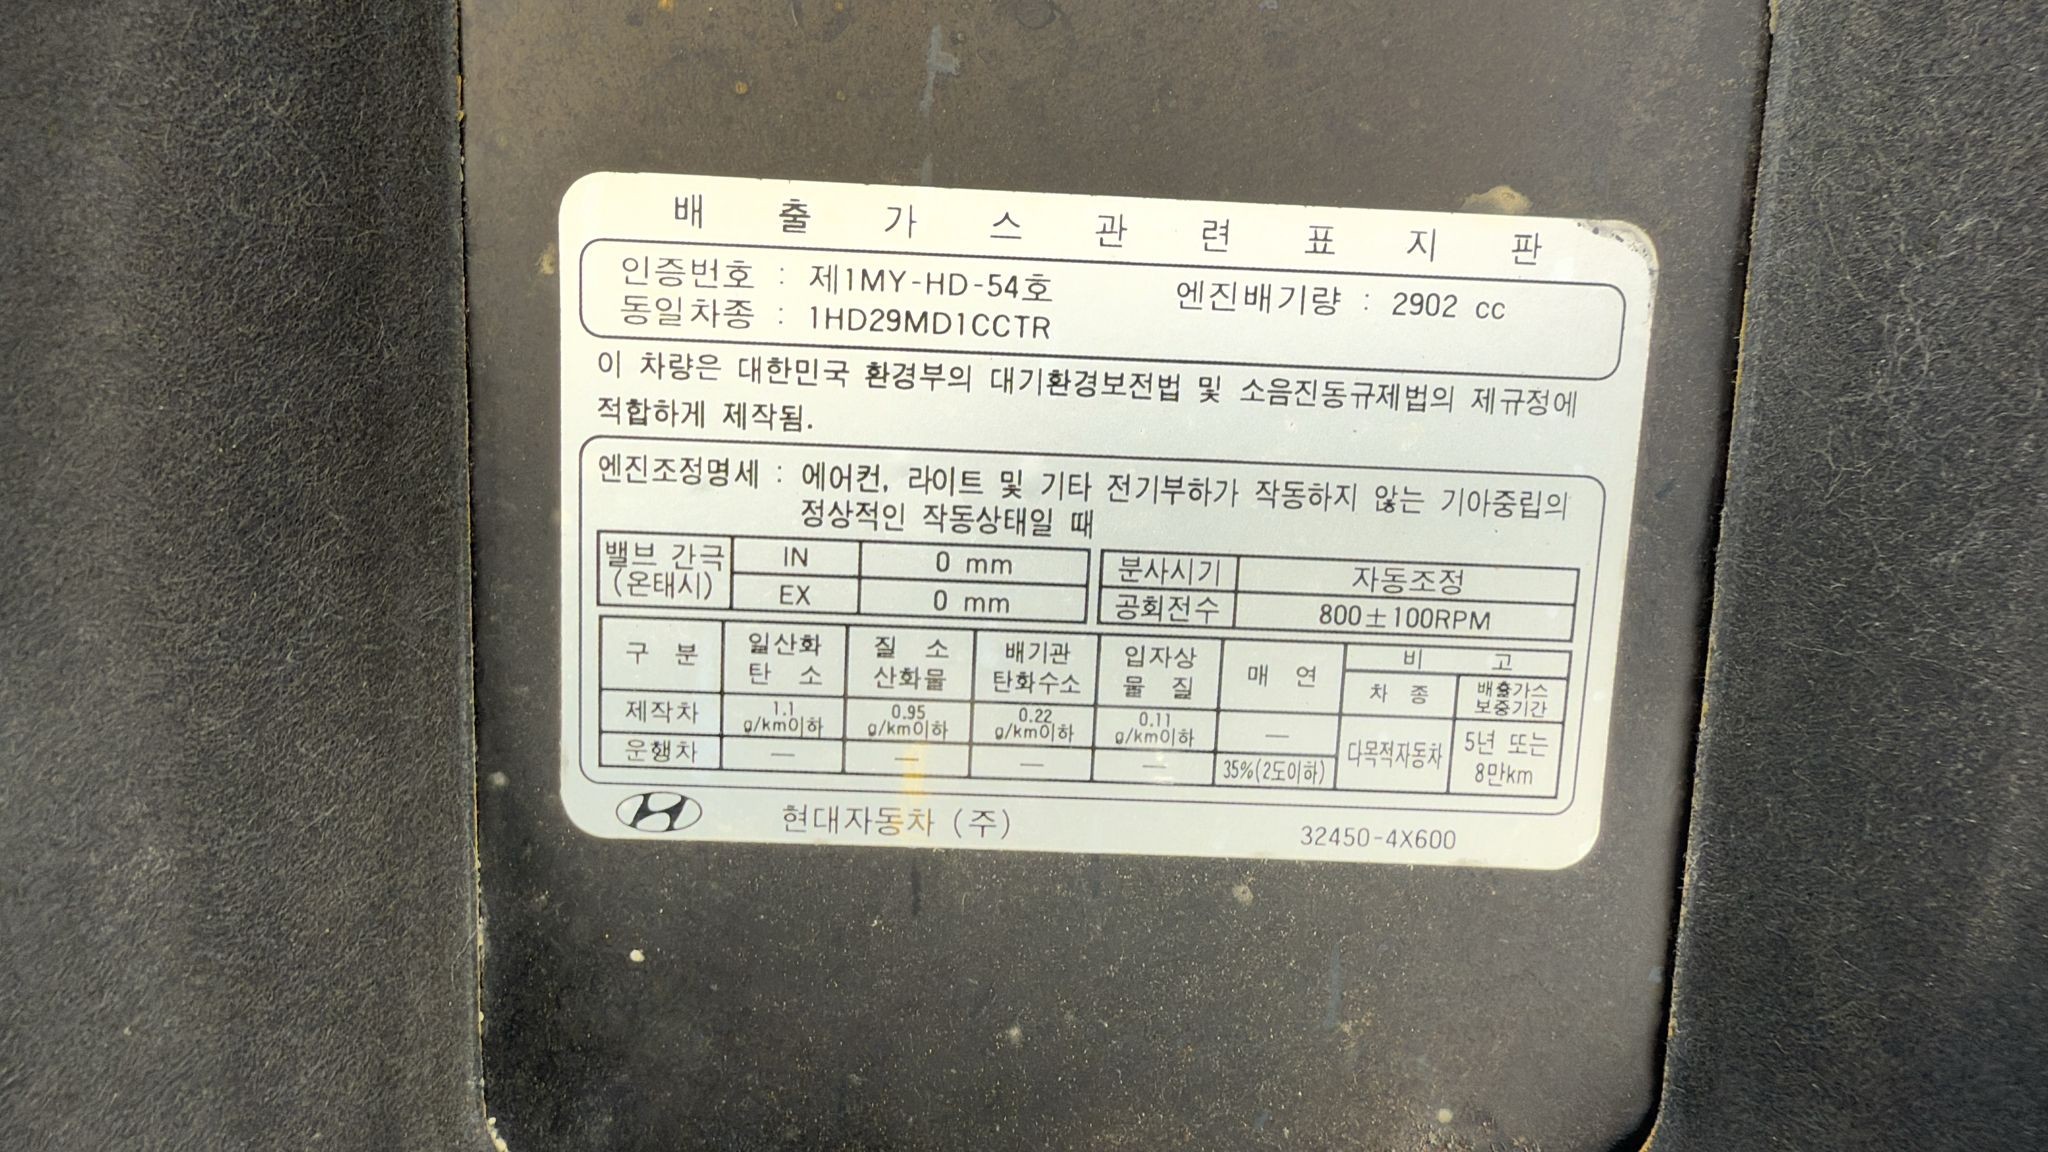 배출가스관련표지판
인증번호 : 제1MY-HD-54호 엔진배기량 : 2902 cc
동일차종 : 1HD29MD1CCTR
이 차량은 대한민국 환경부의 대기환경보전법 및 소음진동규제법의 제규정에
적합하게 제작됨.
엔진조정명세 : 에어컨, 라이트 및 기타 전기부하가 작동하지 않는 기아중립의
정상적인 작동상태일 때
밸브 간극 (온태시) IN 0 mm 분사시기 자동조정
EX 0 mm 공회전수 800±100RPM
구 분 일산화 탄 소 질 소 산화물 배기관 탄화수소 입자상 물 질 매 연 비 고
차 종 배출가스 보증기간
제작차 1.1 g/km이하 0.95 g/km이하 0.22 g/km이하 0.11 g/km이하 — 다목적자동차 5년 또는 8만km
운행차 — — — — 35%(2도이하)
현대자동차 (주) 32450-4X600